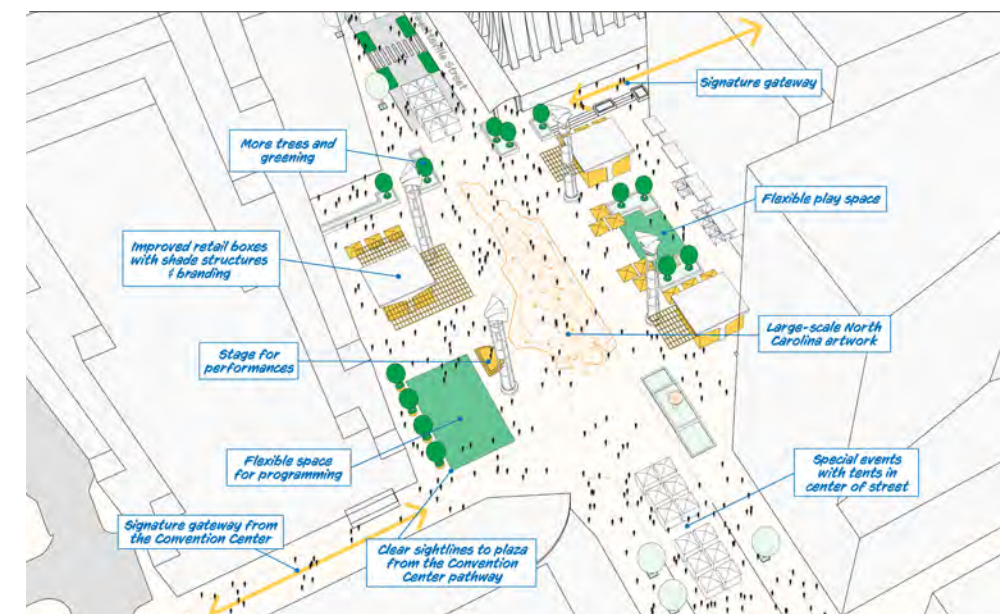 Street
Signature gateway
More trees and
greening
Flexible play space
Improved retail boxes
with shade structures
& branding
Large-scale North
Carolina artwork
Stage for
performances
Flexible space
for programming
Special events
with tents in
center of street
Signature gateway from
the Convention Center
Clear sightlines to plaza
from the Convention
Center pathway